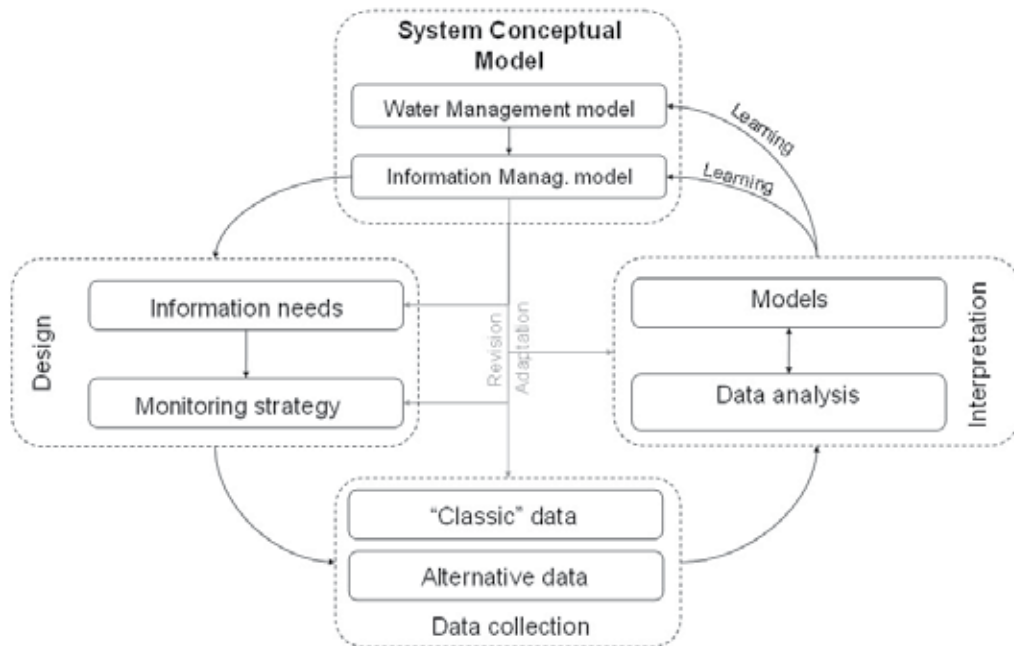 System Conceptual
Model
Water Management model
Information Manag. model
Learning
Learning
Design
Information needs
Monitoring strategy
Revision
Adaptation
Models
Data analysis
Interpretation
“Classic” data
Alternative data
Data collection